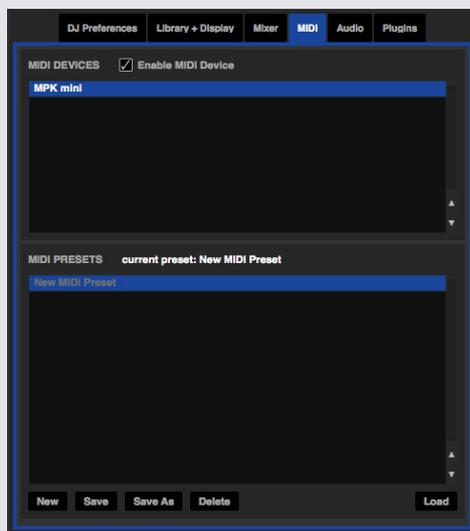 DJ Preferences Library + Display Mixer MIDI Audio Plugins
MIDI DEVICES Enable MIDI Device
MPK mini
MIDI PRESETS current preset: New MIDI Preset
New MIDI Preset
New Save Save As Delete Load